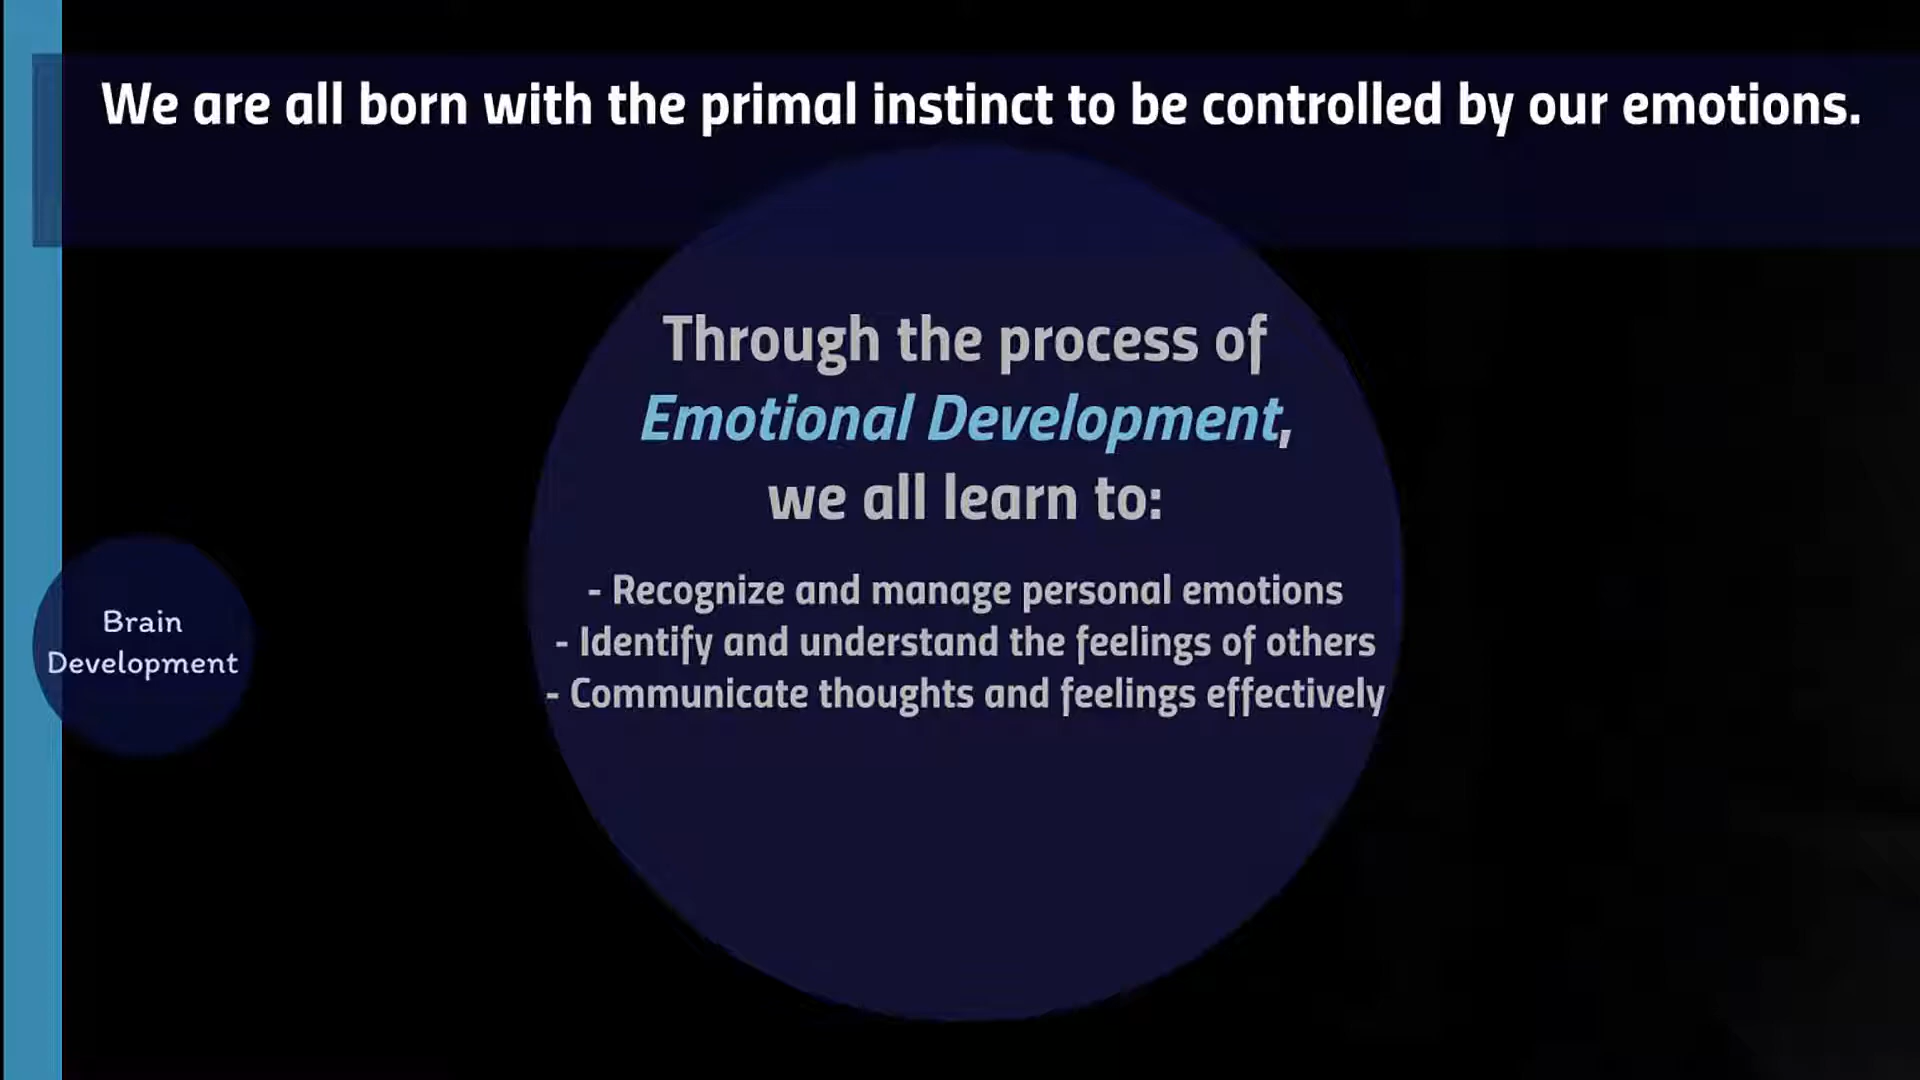 We are all born with the primal instinct to be controlled by our emotions.
Through the process of
Emotional Development,
we all learn to:
- Recognize and manage personal emotions
- Identify and understand the feelings of others
- Communicate thoughts and feelings effectively
Brain
Development